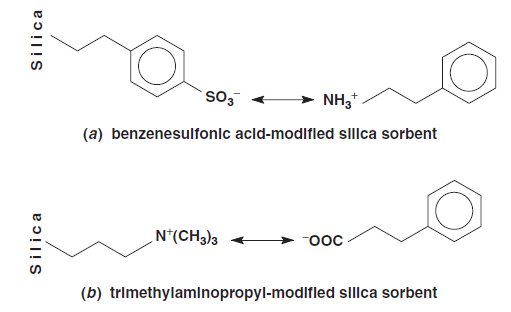 Silica
SO3− NH3+
(a) benzenesulfonic acid-modified silica sorbent
Silica
N+(CH3)3 −OOC
(b) trimethylaminopropyl-modified silica sorbent